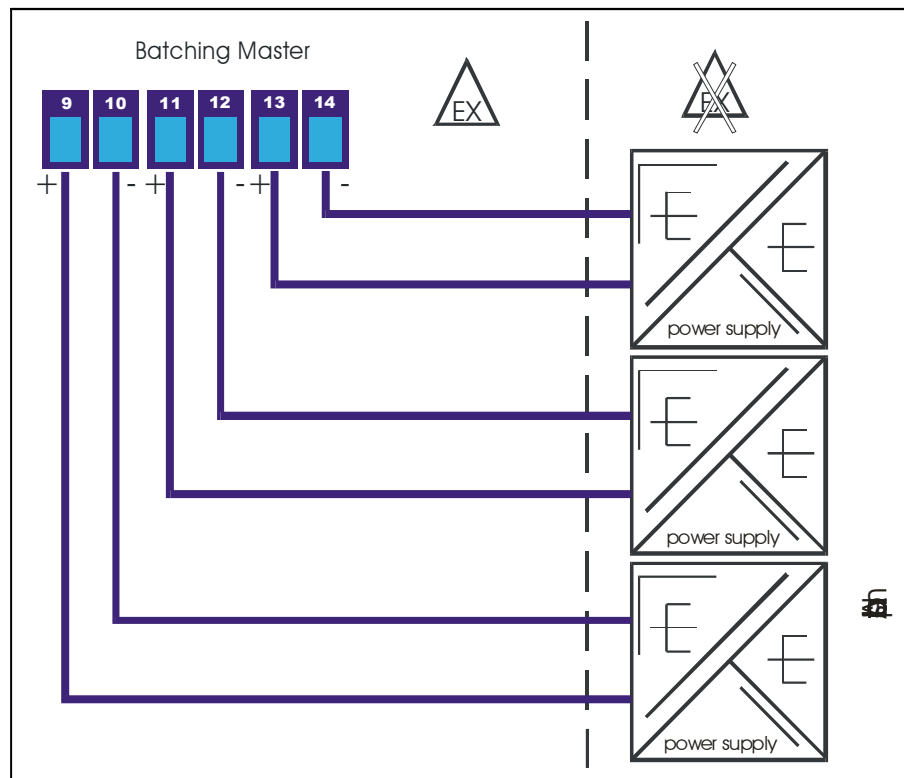 Batching Master
EX
EX
9 10 11 12 13 14
+ - + - + -
power supply
power supply
power supply